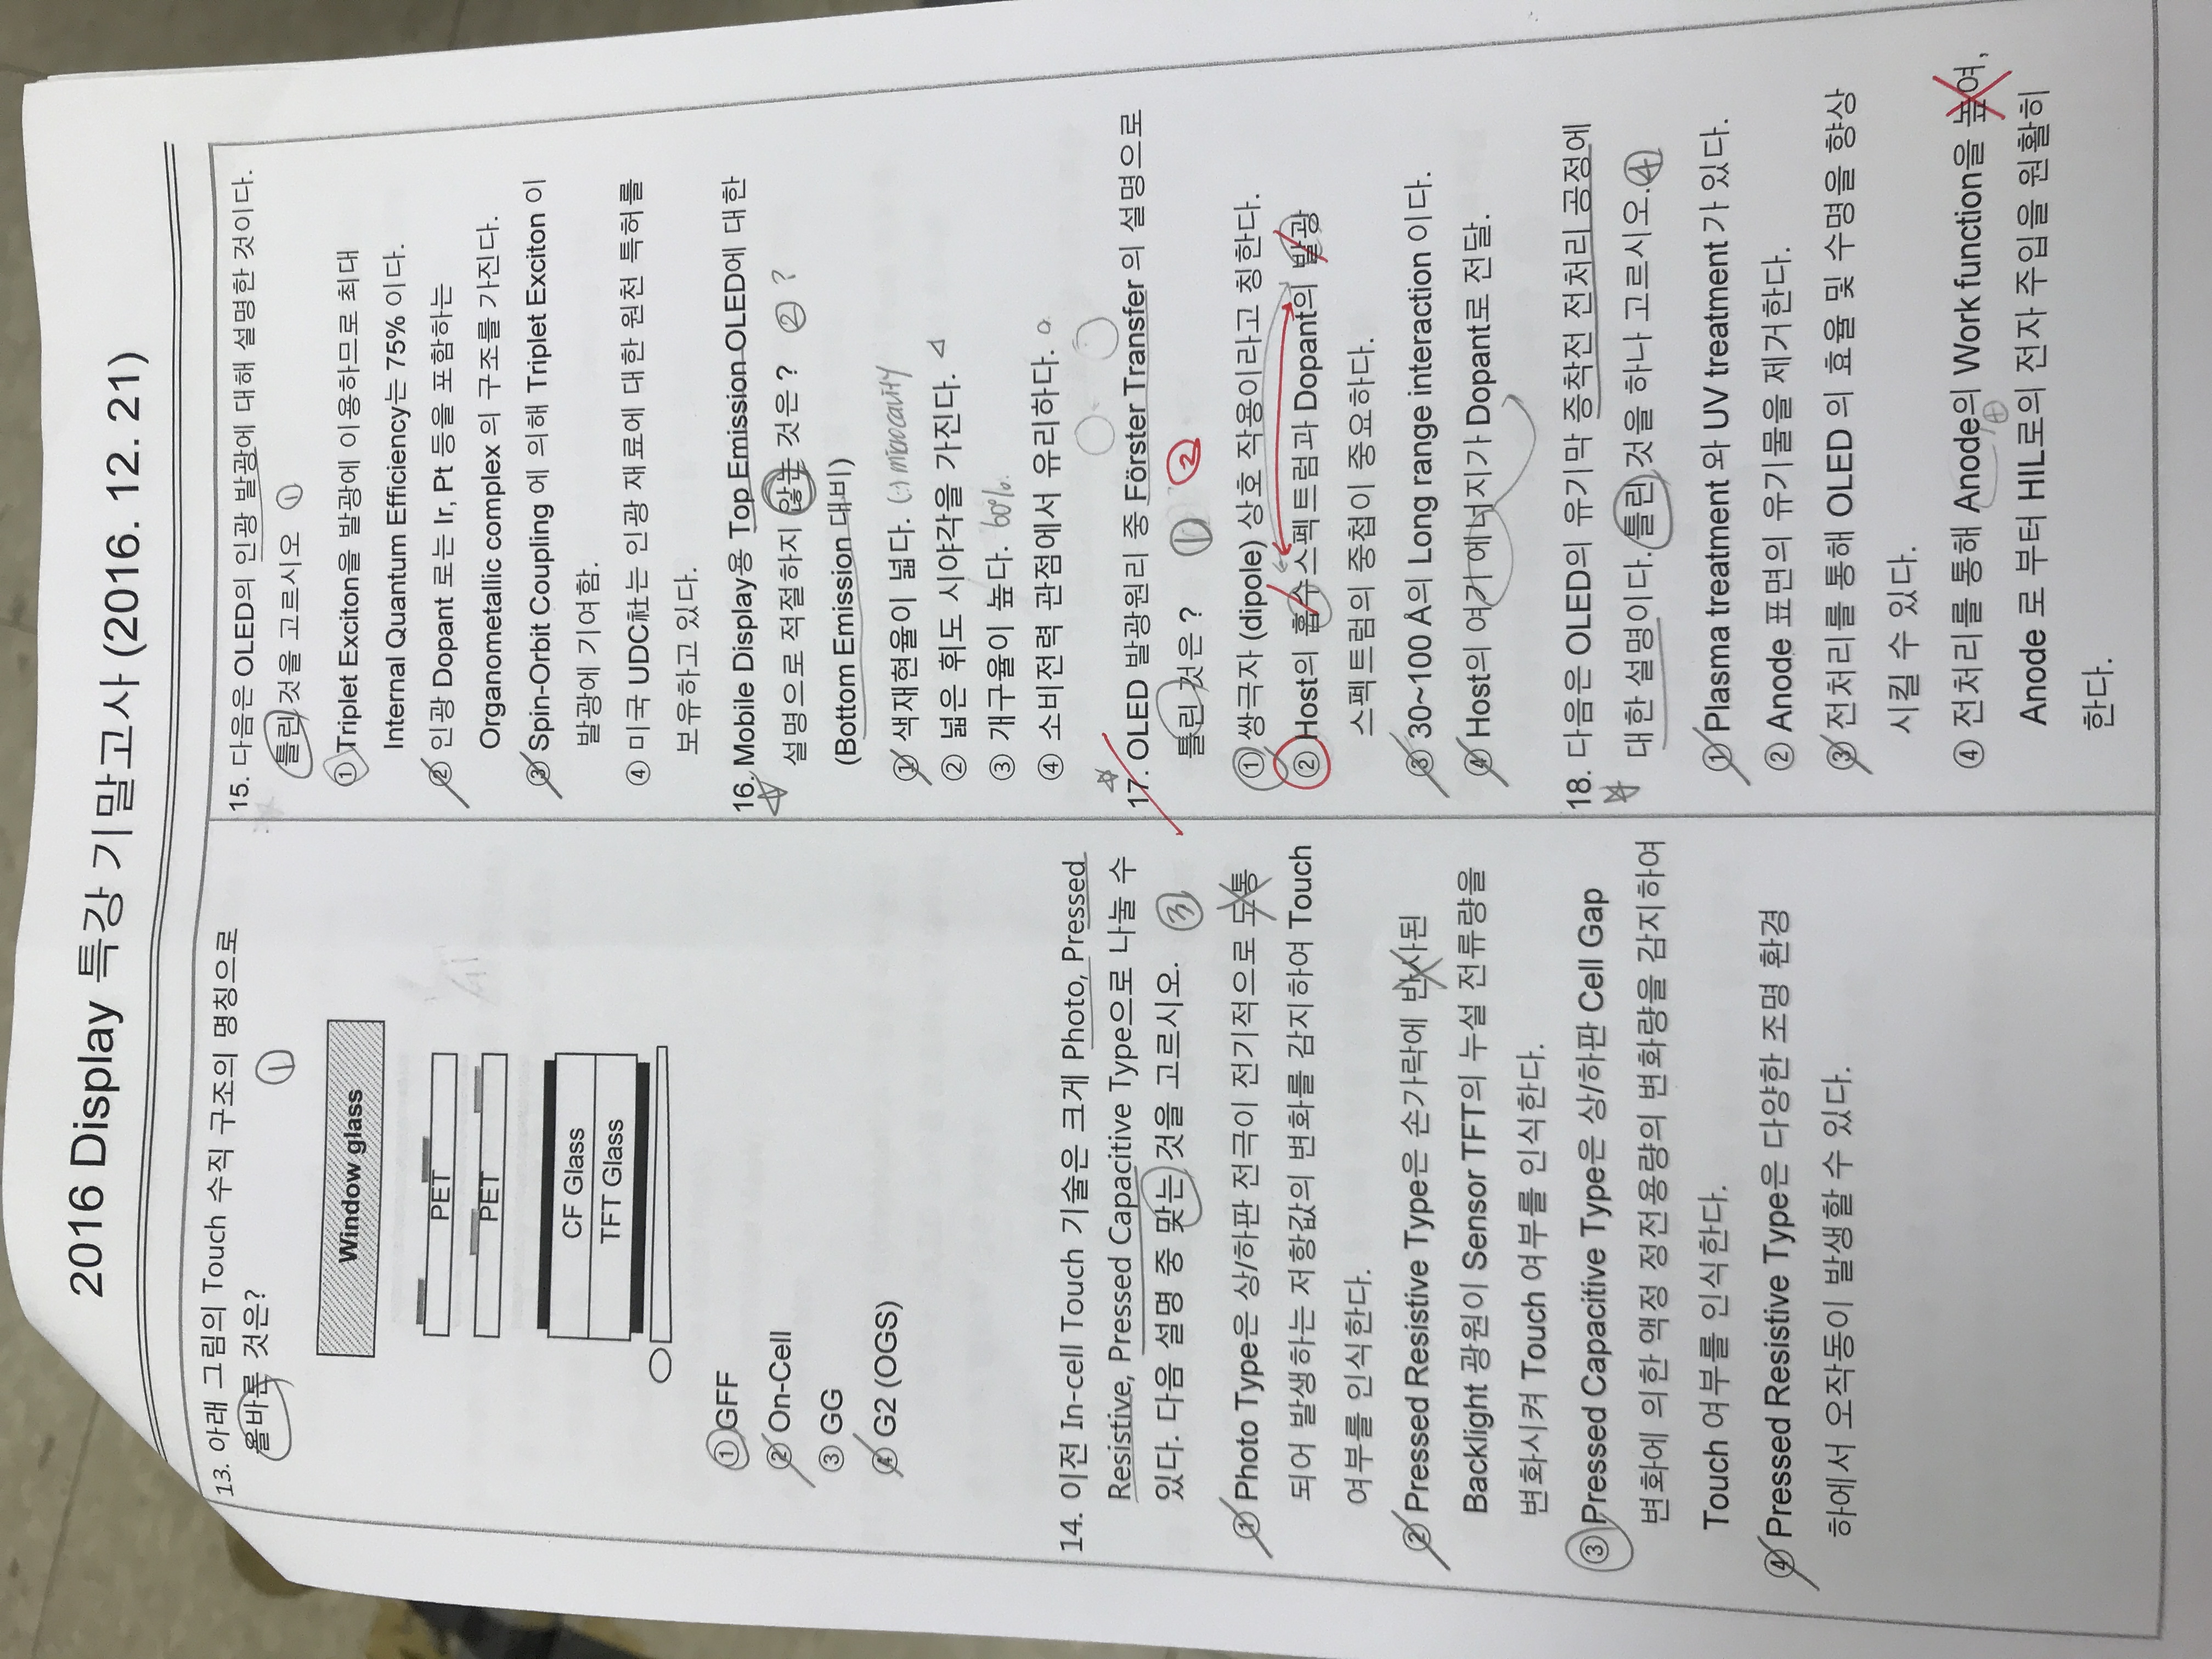 2016 Display 특강 기말고사 (2016. 12. 21)
13. 아래 그림의 Touch 수직 구조의 명칭으로
올바른 것은?
①
Window glass
PET
PET
CF Glass
TFT Glass
① GFF
② On-Cell
③ GG
④ G2 (OGS)
14. 이전 In-cell Touch 기술은 크게 Photo, Pressed
Resistive, Pressed Capacitive Type으로 나눌 수
있다. 다음 설명 중 맞는 것을 고르시오. ③
① Photo Type은 상/하판 전극이 전기적으로 도통
되어 발생하는 저항값의 변화를 감지하여 Touch
여부를 인식한다.
② Pressed Resistive Type은 손가락에 반사된
Backlight 광원이 Sensor TFT의 누설 전류량을
변화시켜 Touch 여부를 인식한다.
③ Pressed Capacitive Type은 상/하판 Cell Gap
변화에 의한 액정 정전용량의 변화량을 감지하여
Touch 여부를 인식한다.
④ Pressed Resistive Type은 다양한 조명 환경
하에서 오작동이 발생할 수 있다.
15. 다음은 OLED의 인광 발광에 대해 설명한 것이다.
틀린 것을 고르시오 ①
① Triplet Exciton을 발광에 이용하므로 최대
Internal Quantum Efficiency는 75% 이다.
② 인광 Dopant 로는 Ir, Pt 등을 포함하는
Organometallic complex 의 구조를 가진다.
③ Spin-Orbit Coupling 에 의해 Triplet Exciton 이
발광에 기여함.
④ 미국 UDC社는 인광 재료에 대한 원천 특허를
보유하고 있다.
16. Mobile Display용 Top Emission OLED에 대한
설명으로 적절하지 않는 것은 ? ② ?
(Bottom Emission 대비)
① 색재현율이 넓다. (∵) microcavity
② 넓은 휘도 시야각을 가진다. △
③ 개구율이 높다. 60%.
④ 소비전력 관점에서 유리하다. o
17. OLED 발광원리 중 Förster Transfer 의 설명으로
틀린 것은 ? ① ②
① 쌍극자 (dipole) 상호 작용이라고 칭한다.
② Host의 흡수스펙트럼과 Dopant의 발광
스펙트럼의 중첩이 중요하다.
③ 30~100 Å의 Long range interaction 이다.
④ Host의 여기 에너지가 Dopant로 전달.
18. 다음은 OLED의 유기막 증착전 전처리 공정에
대한 설명이다. 틀린 것을 하나 고르시오. ④
① Plasma treatment 와 UV treatment 가 있다.
② Anode 표면의 유기물을 제거한다.
③ 전처리를 통해 OLED 의 효율 및 수명을 향상
시킬 수 있다.
④ 전처리를 통해 Anode의 Work function을 높여,
⊕
Anode 로 부터 HIL로의 전자 주입을 원활히
한다.